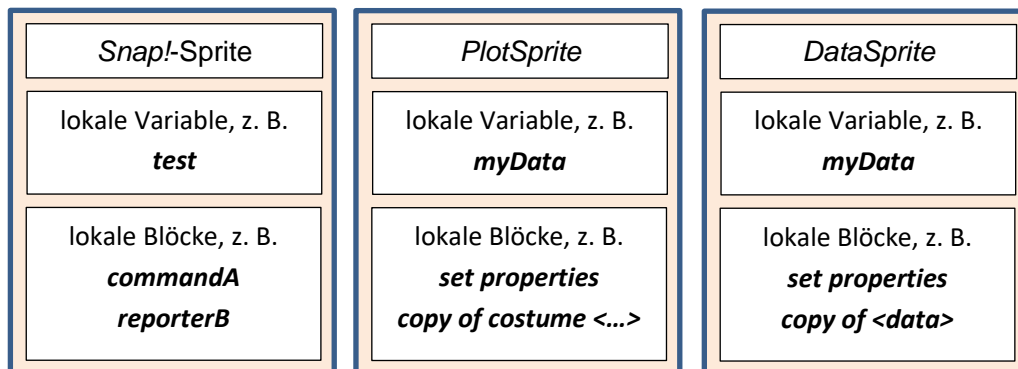 Snap!-Sprite
lokale Variable, z. B.
test
lokale Blöcke, z. B.
commandA
reporterB
PlotSprite
lokale Variable, z. B.
myData
lokale Blöcke, z. B.
set properties
copy of costume <...>
DataSprite
lokale Variable, z. B.
myData
lokale Blöcke, z. B.
set properties
copy of <data>